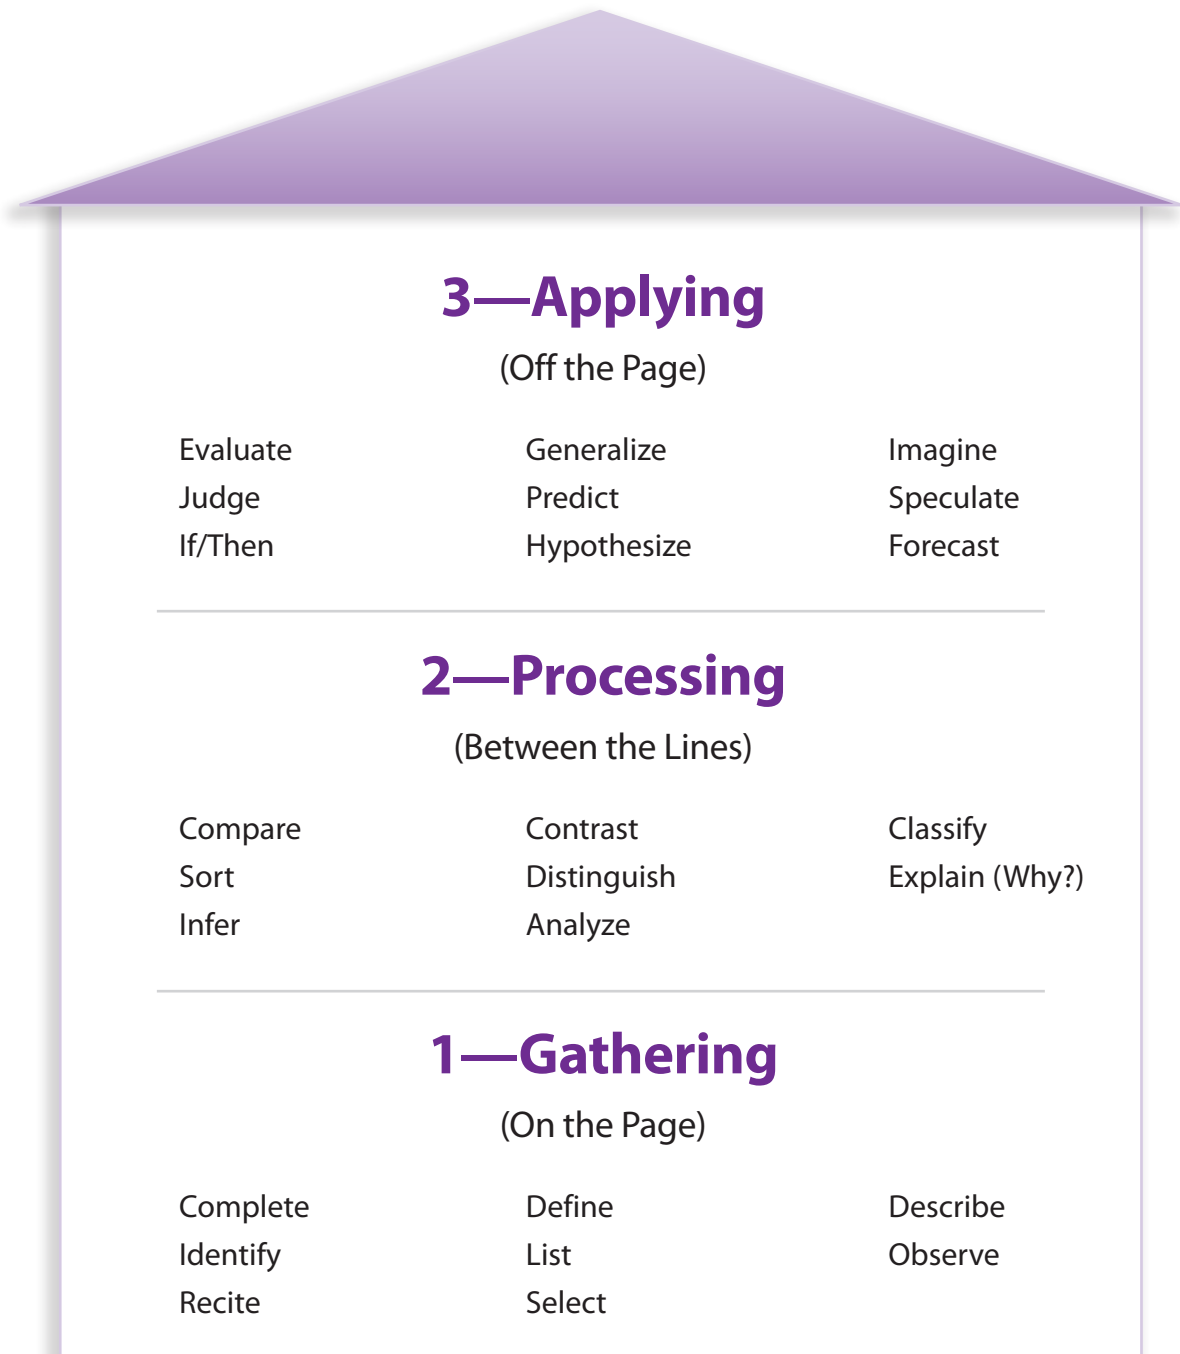 3—Applying
(Off the Page)
Evaluate Generalize Imagine
Judge Predict Speculate
If/Then Hypothesize Forecast
2—Processing
(Between the Lines)
Compare Contrast Classify
Sort Distinguish Explain (Why?)
Infer Analyze
1—Gathering
(On the Page)
Complete Define Describe
Identify List Observe
Recite Select